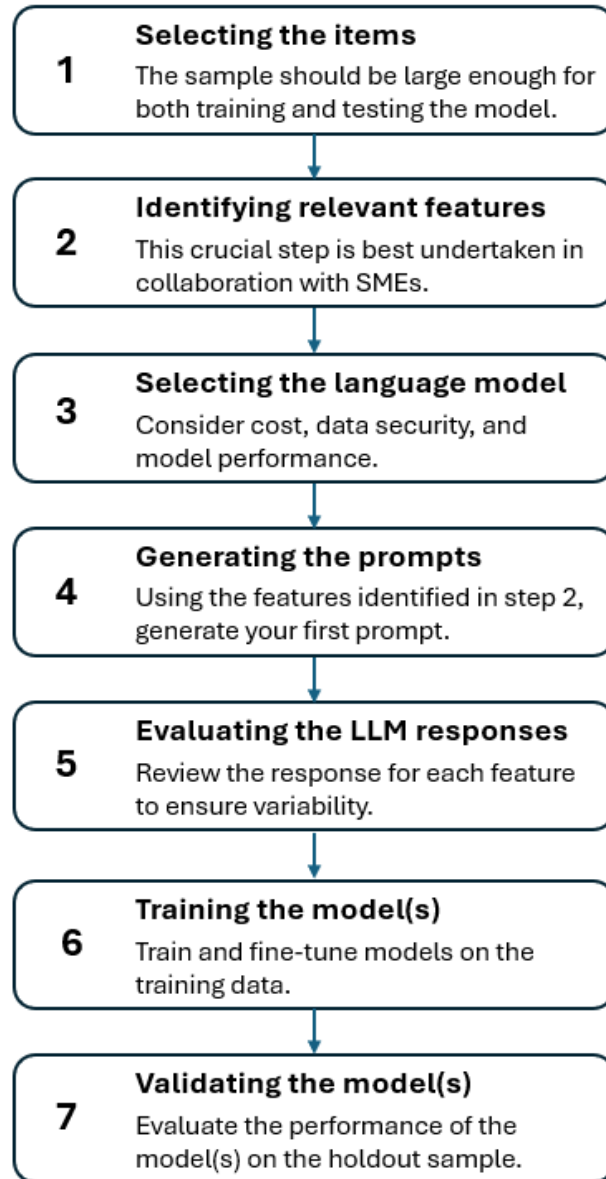 1
Selecting the items
The sample should be large enough for
both training and testing the model.
2
Identifying relevant features
This crucial step is best undertaken in
collaboration with SMEs.
3
Selecting the language model
Consider cost, data security, and
model performance.
4
Generating the prompts
Using the features identified in step 2,
generate your first prompt.
5
Evaluating the LLM responses
Review the response for each feature
to ensure variability.
6
Training the model(s)
Train and fine-tune models on the
training data.
7
Validating the model(s)
Evaluate the performance of the
model(s) on the holdout sample.